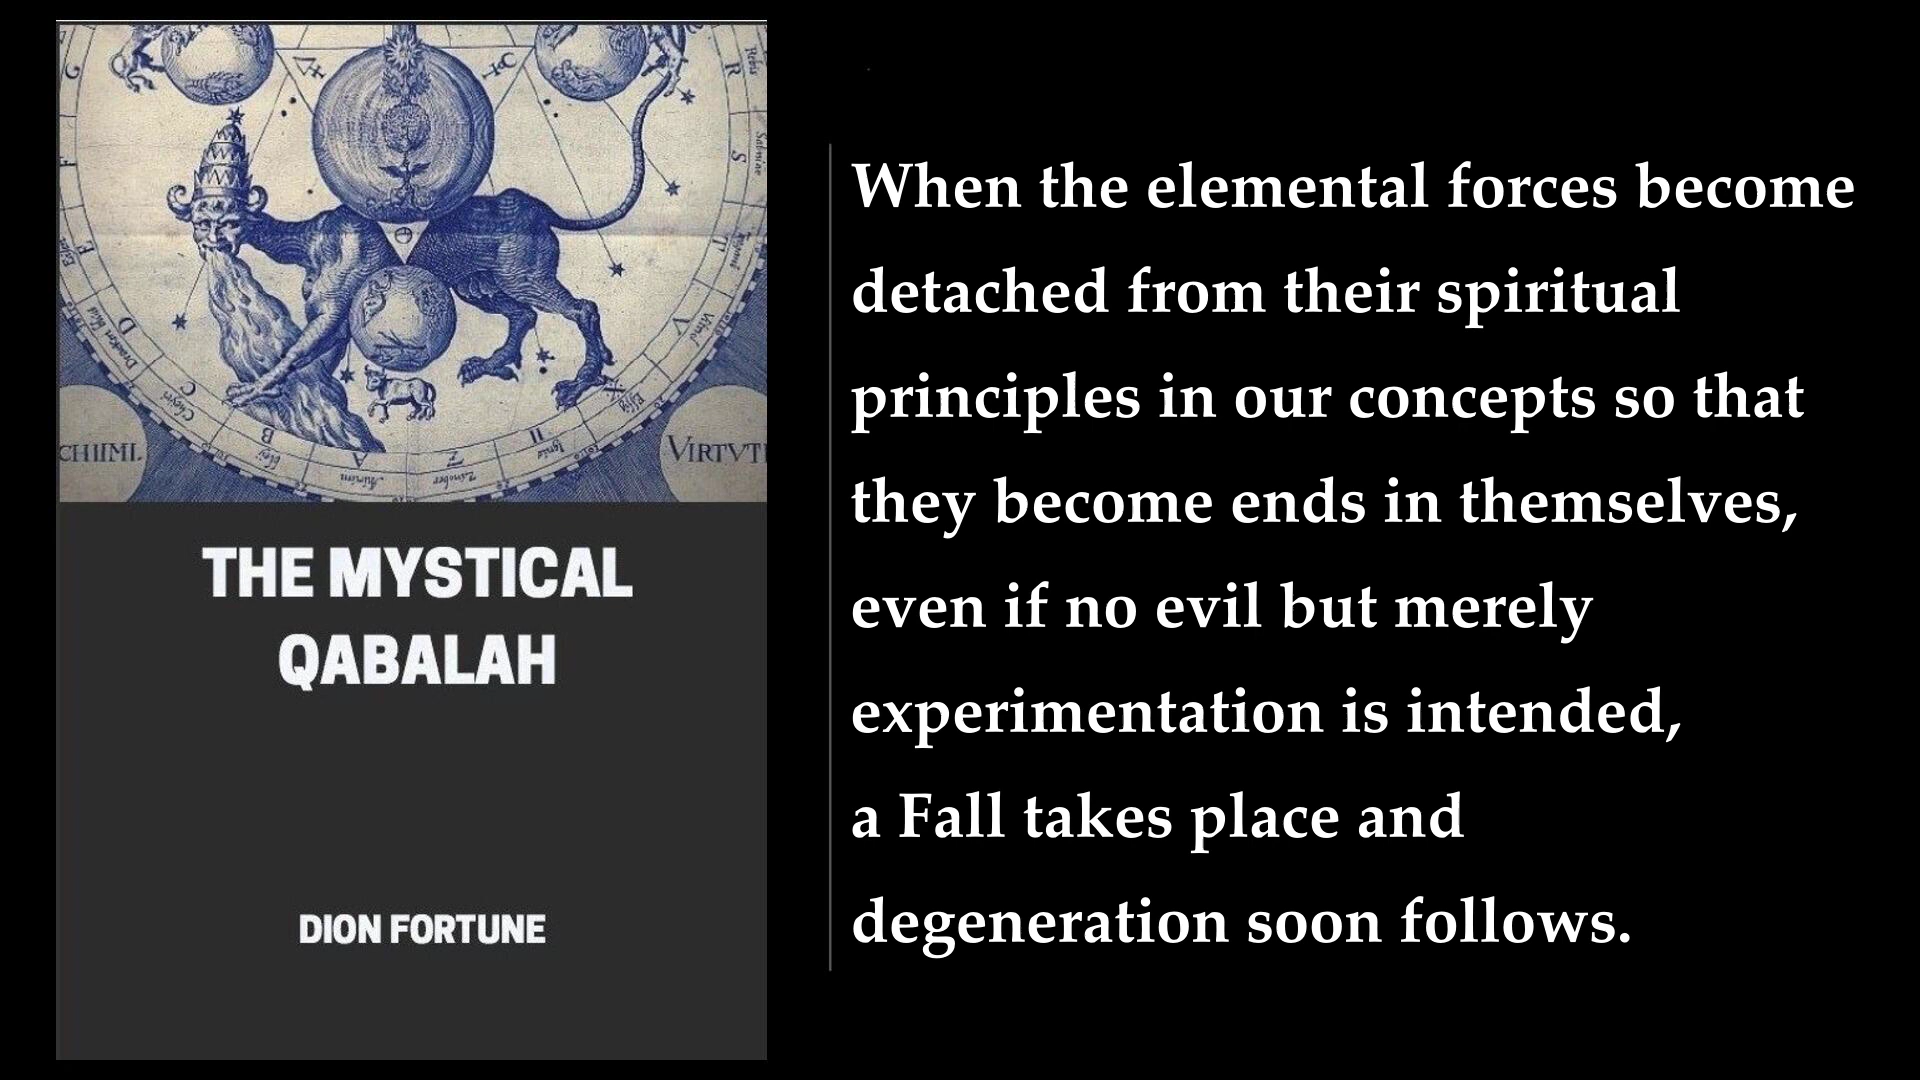 CHIIMI.
VIRTVT
THE MYSTICAL
QABALAH
DION FORTUNE
When the elemental forces become
detached from their spiritual
principles in our concepts so that
they become ends in themselves,
even if no evil but merely
experimentation is intended,
a Fall takes place and
degeneration soon follows.